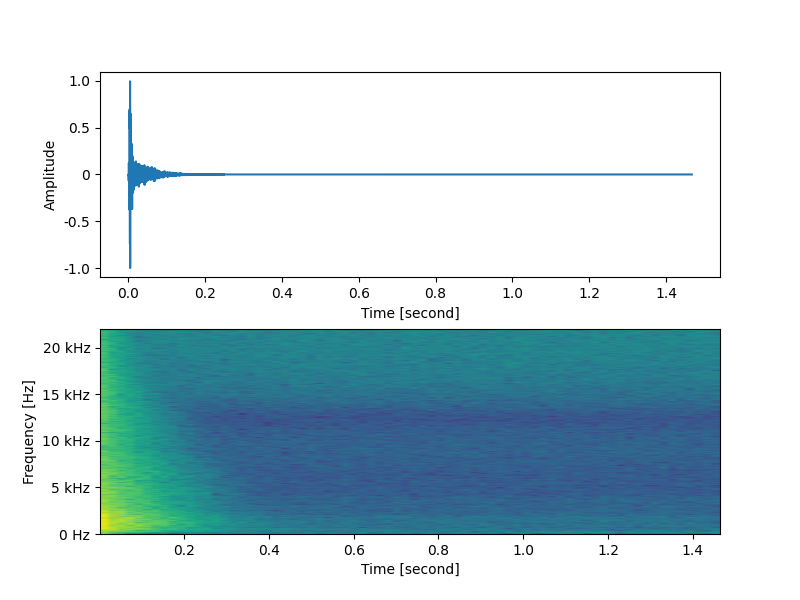 1.0
0.5
0
-0.5
-1.0
Amplitude
0.0 0.2 0.4 0.6 0.8 1.0 1.2 1.4
Time [second]
20 kHz
15 kHz
10 kHz
5 kHz
0 Hz
Frequency [Hz]
0.2 0.4 0.6 0.8 1.0 1.2 1.4
Time [second]